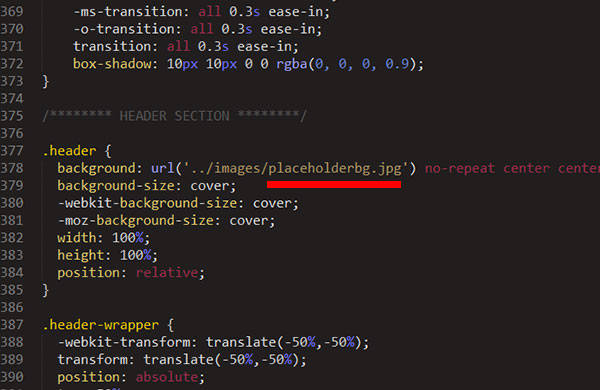 369 -ms-transition: all 0.3s ease-in;
370 -o-transition: all 0.3s ease-in;
371 transition: all 0.3s ease-in;
372 box-shadow: 10px 10px 0 0 rgba(0, 0, 0, 0.9);
373 }
374
375 /******** HEADER SECTION ********/
376
377 .header {
378 background: url('../images/placeholderbg.jpg') no-repeat center center
379 background-size: cover;
380 -webkit-background-size: cover;
381 -moz-background-size: cover;
382 width: 100%;
383 height: 100%;
384 position: relative;
385 }
386
387 .header-wrapper {
388 -webkit-transform: translate(-50%,-50%);
389 transform: translate(-50%,-50%);
390 position: absolute;